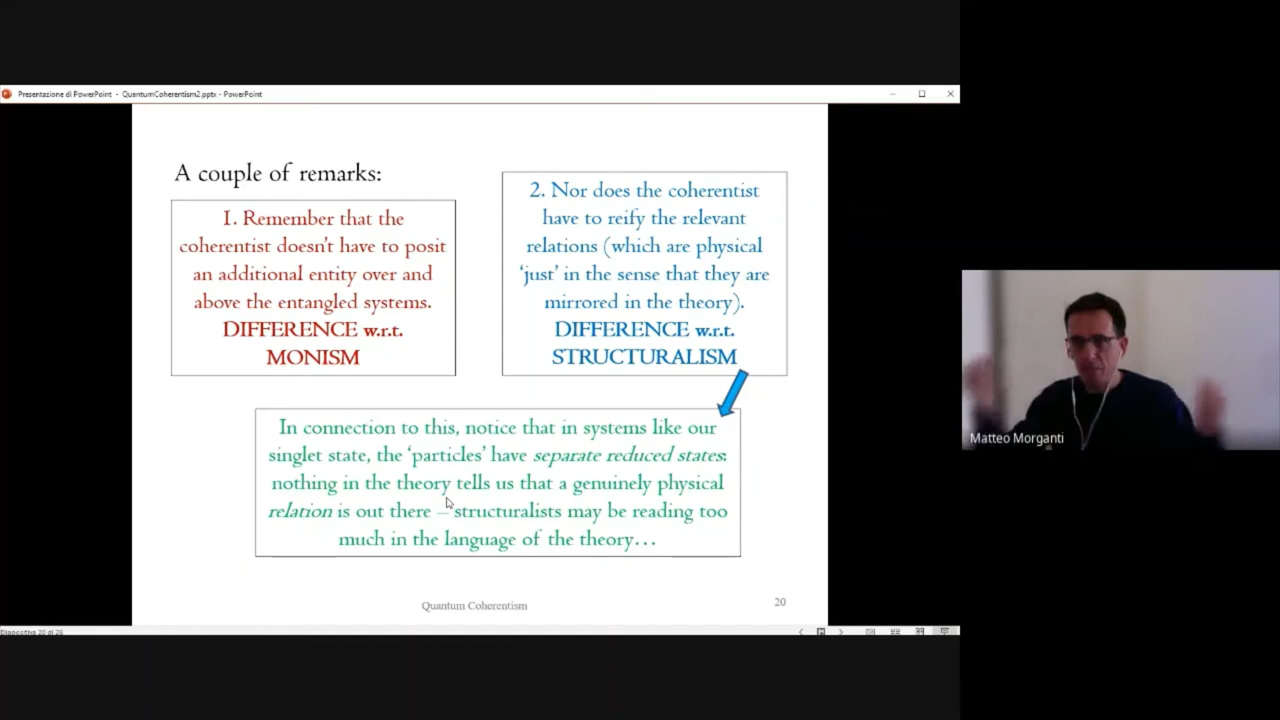 Presentazione di PowerPoint - QuantumCoherentism2.pptx - PowerPoint
A couple of remarks:
1. Remember that the
coherentist doesn't have to posit
an additional entity over and
above the entangled systems.
DIFFERENCE w.r.t.
MONISM
2. Nor does the coherentist
have to reify the relevant
relations (which are physical
'just' in the sense that they are
mirrored in the theory).
DIFFERENCE w.r.t.
STRUCTURALISM
In connection to this, notice that in systems like our
singlet state, the 'particles' have separate reduced states:
nothing in the theory tells us that a genuinely physical
relation is out there – structuralists may be reading too
much in the language of the theory…
Quantum Coherentism
20
Diapositiva 20 di 26
Matteo Morganti